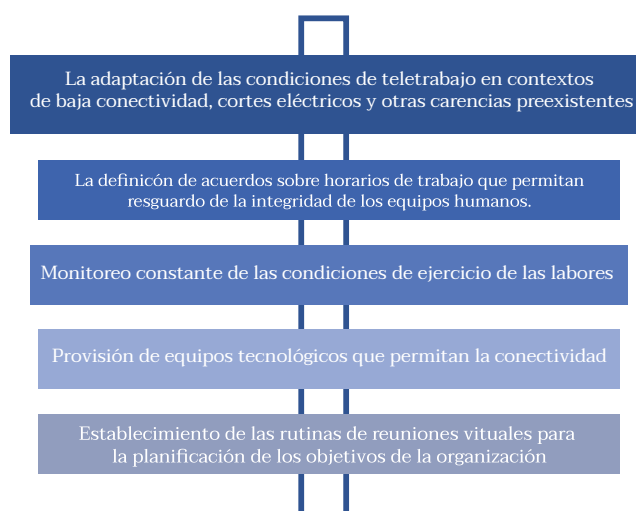 La adaptación de las condiciones de teletrabajo en contextos
de baja conectividad, cortes eléctricos y otras carencias preexistentes
La definicón de acuerdos sobre horarios de trabajo que permitan
resguardo de la integridad de los equipos humanos.
Monitoreo constante de las condiciones de ejercicio de las labores
Provisión de equipos tecnológicos que permitan la conectividad
Establecimiento de las rutinas de reuniones vituales para
la planificación de los objetivos de la organización